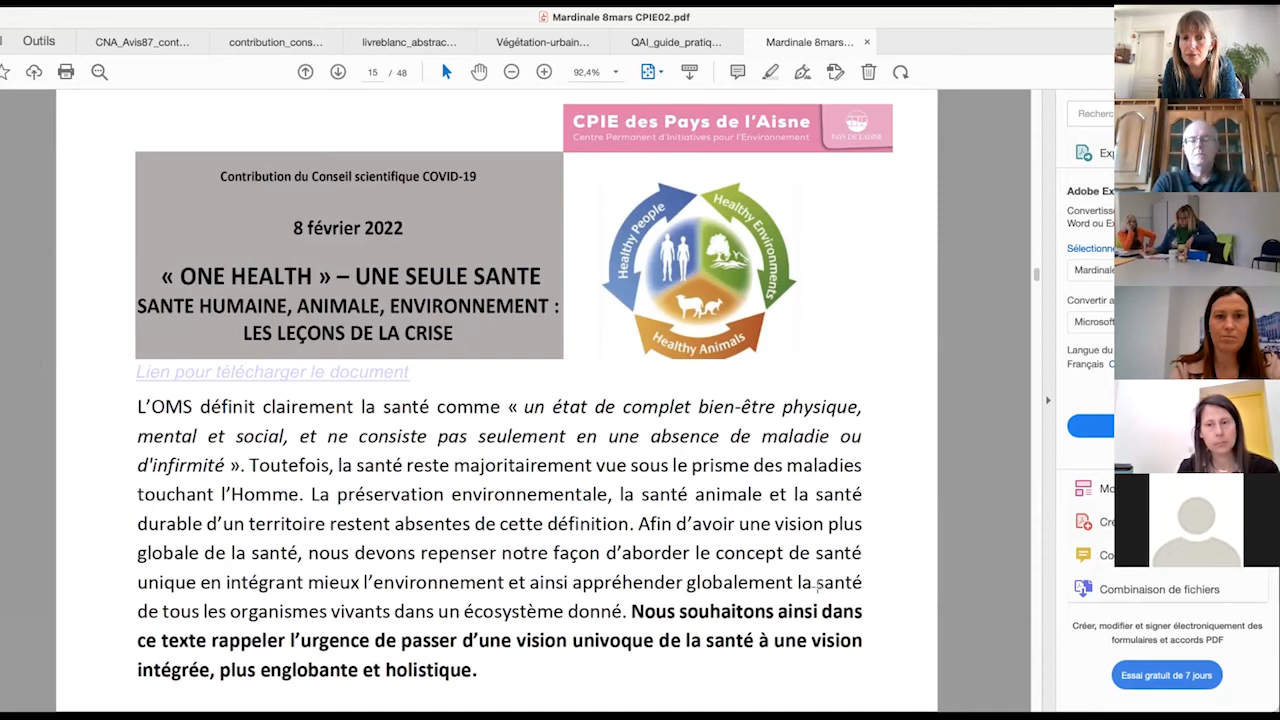 Mardinale 8mars CPIE02.pdf
Outils
CNA_Avis87_cont...
contribution_cons...
livreblanc_abstrac...
Végétation-urbain...
QAI_guide_pratiq...
Mardinale 8mars...
×
15 / 48
92,4%
CPIE des Pays de l'Aisne
Centre Permanent d'Initiatives pour l'Environnement
PAYS DE L'AISNE
Contribution du Conseil scientifique COVID-19
8 février 2022
« ONE HEALTH » – UNE SEULE SANTE
SANTE HUMAINE, ANIMALE, ENVIRONNEMENT :
LES LEÇONS DE LA CRISE
Healthy People
Healthy Environments
Healthy Animals
Lien pour télécharger le document
L'OMS définit clairement la santé comme « un état de complet bien-être physique,
mental et social, et ne consiste pas seulement en une absence de maladie ou
d'infirmité ». Toutefois, la santé reste majoritairement vue sous le prisme des maladies
touchant l'Homme. La préservation environnementale, la santé animale et la santé
durable d'un territoire restent absentes de cette définition. Afin d'avoir une vision plus
globale de la santé, nous devons repenser notre façon d'aborder le concept de santé
unique en intégrant mieux l'environnement et ainsi appréhender globalement la santé
de tous les organismes vivants dans un écosystème donné. Nous souhaitons ainsi dans
ce texte rappeler l'urgence de passer d'une vision univoque de la santé à une vision
intégrée, plus englobante et holistique.
Recherc
Exp
Adobe Ex
Convertiss
Word ou Ex
Sélectionne
Mardinale
Convertir a
Microsof
Langue du
Français
Mo
Cré
Co
Combinaison de fichiers
Créer, modifier et signer électroniquement des
formulaires et accords PDF
Essai gratuit de 7 jours